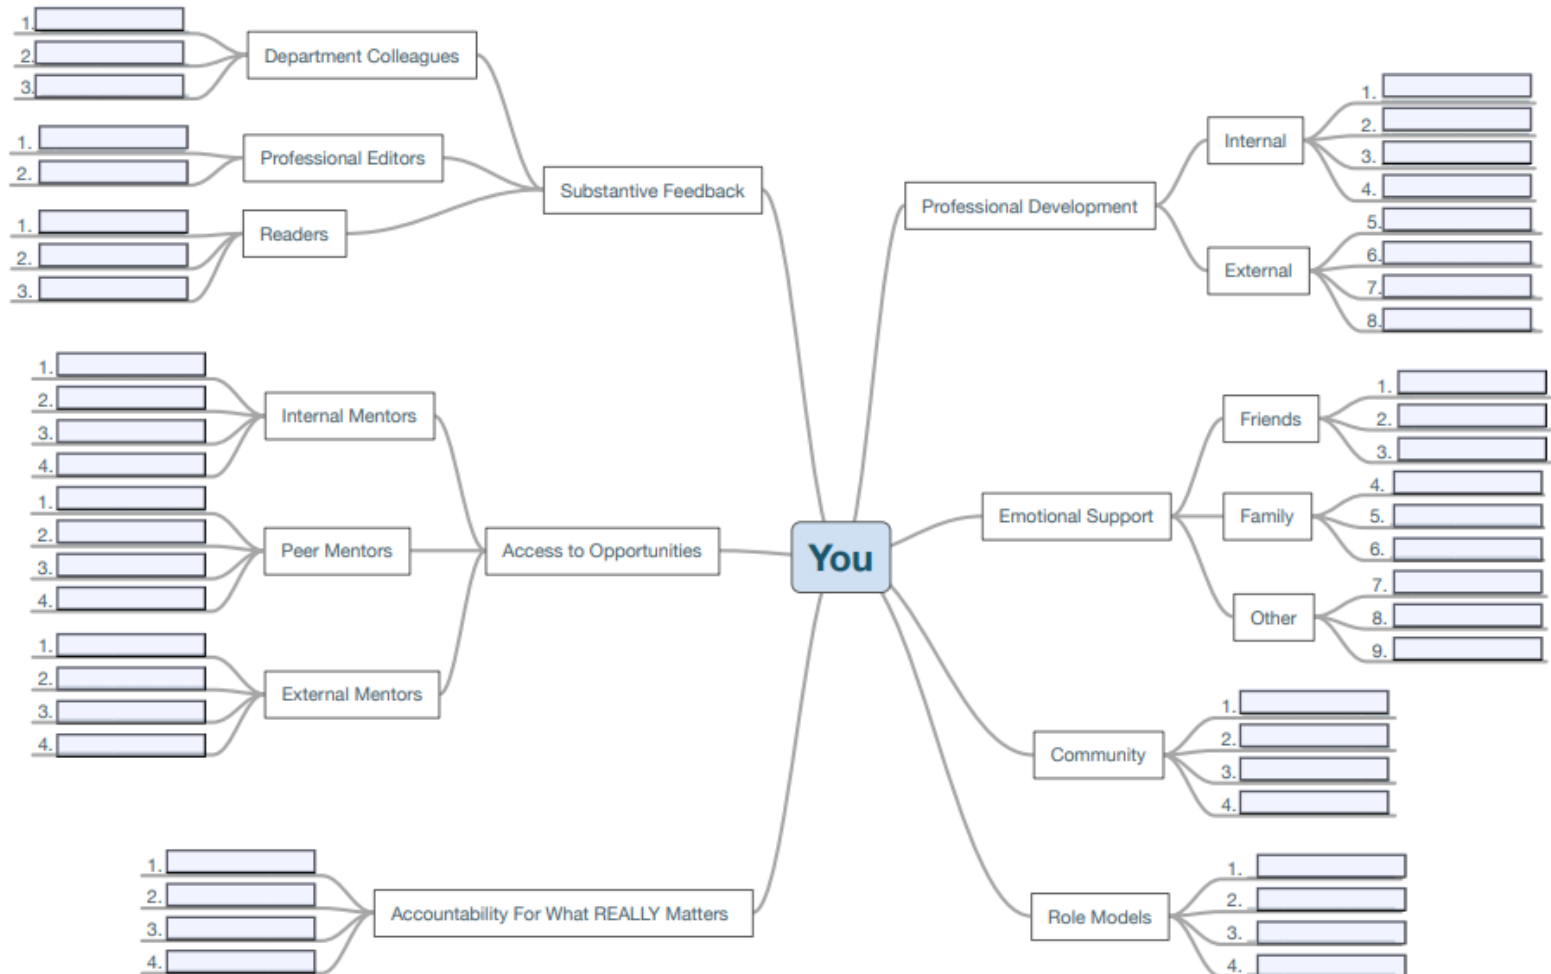 1.
2.
3.
Department Colleagues
1.
2.
Professional Editors
1.
2.
3.
Readers
Substantive Feedback
1.
2.
3.
4.
Internal Mentors
1.
2.
3.
4.
Peer Mentors
1.
2.
3.
4.
External Mentors
Access to Opportunities
1.
2.
3.
4.
Accountability For What REALLY Matters
You
Professional Development
Internal
1.
2.
3.
4.
External
5.
6.
7.
8.
Emotional Support
Friends
1.
2.
3.
Family
4.
5.
6.
Other
7.
8.
9.
Community
1.
2.
3.
4.
Role Models
1.
2.
3.
4.